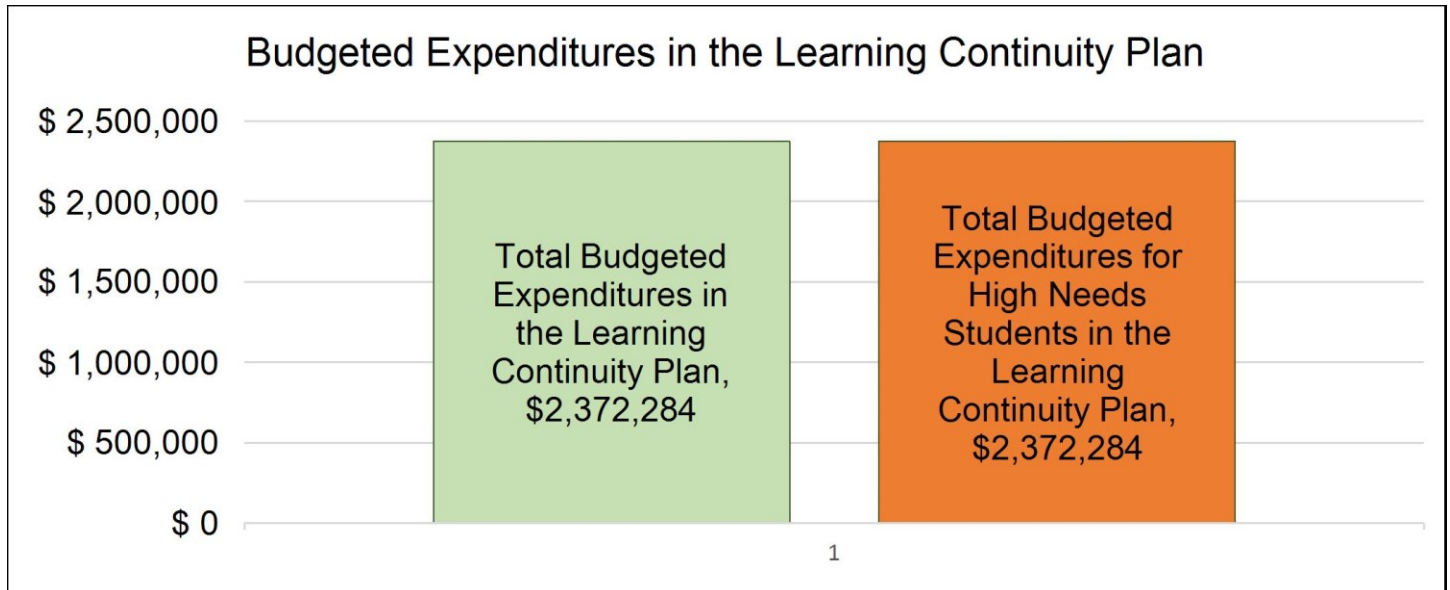 Budgeted Expenditures in the Learning Continuity Plan
$ 2,500,000
$ 2,000,000
$ 1,500,000
$ 1,000,000
$ 500,000
$ 0
Total Budgeted
Expenditures in
the Learning
Continuity Plan,
$2,372,284
Total Budgeted
Expenditures for
High Needs
Students in the
Learning
Continuity Plan,
$2,372,284
1